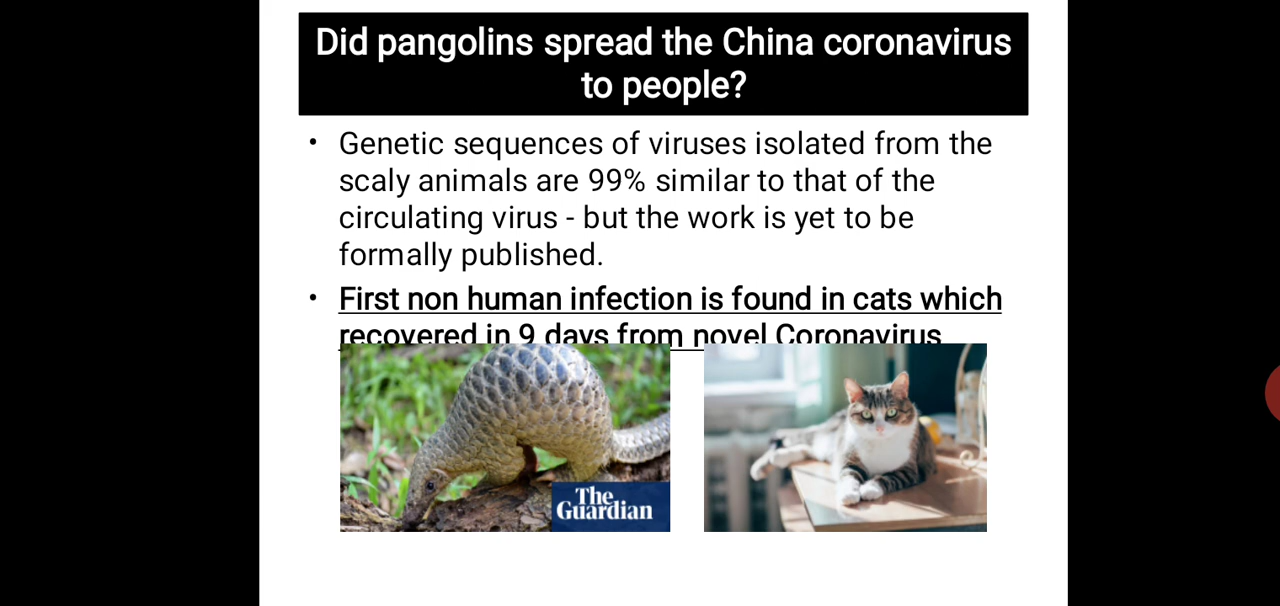 Did pangolins spread the China coronavirus
to people?
• Genetic sequences of viruses isolated from the
scaly animals are 99% similar to that of the
circulating virus - but the work is yet to be
formally published.
• First non human infection is found in cats which
recovered in 9 days from novel Coronavirus
The
Guardian